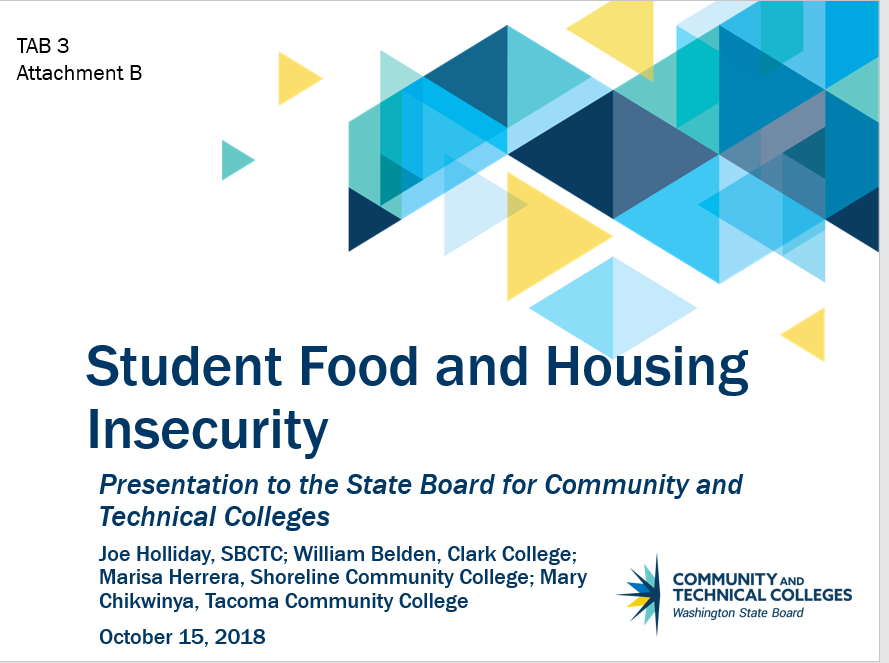 TAB 3
Attachment B
Student Food and Housing
Insecurity
Presentation to the State Board for Community and
Technical Colleges
Joe Holliday, SBCTC; William Belden, Clark College;
Marisa Herrera, Shoreline Community College; Mary
Chikwinya, Tacoma Community College
October 15, 2018
COMMUNITY AND
TECHNICAL COLLEGES
Washington State Board